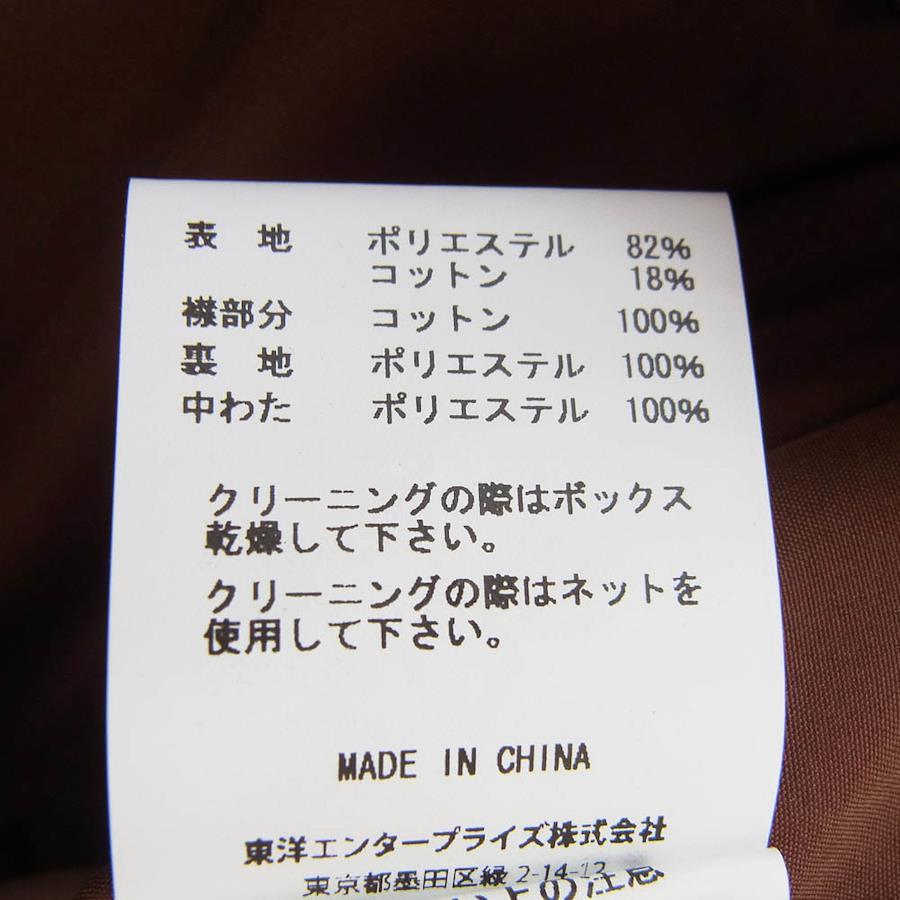 表 地 ポリエステル 82%
コットン 18%
襟部分 コットン 100%
裏 地 ポリエステル 100%
中わた ポリエステル 100%
クリーニングの際はボックス
乾燥して下さい。
クリーニングの際はネットを
使用して下さい。
MADE IN CHINA
東洋エンタープライズ株式会社
東京都墨田区緑 2-14-12
の注意